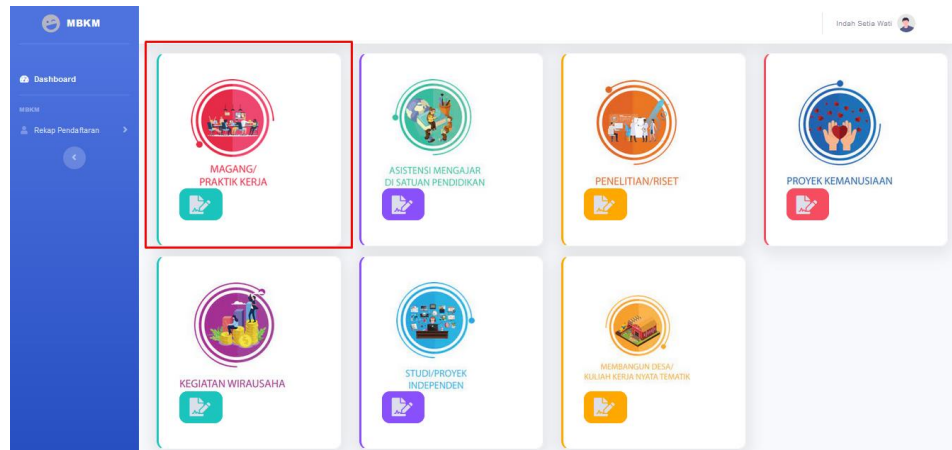 MBKM
Indah Setia Wati
Dashboard
MBKM
Rekap Pendaftaran
MAGANG/
PRAKTIK KERJA
ASISTENSI MENGAJAR
DI SATUAN PENDIDIKAN
PENELITIAN/RISET
PROYEK KEMANUSIAAN
KEGIATAN WIRAUSAHA
STUDI/PROYEK
INDEPENDEN
MEMBANGUN DESA/
KULIAH KERJA NYATA TEMATIK